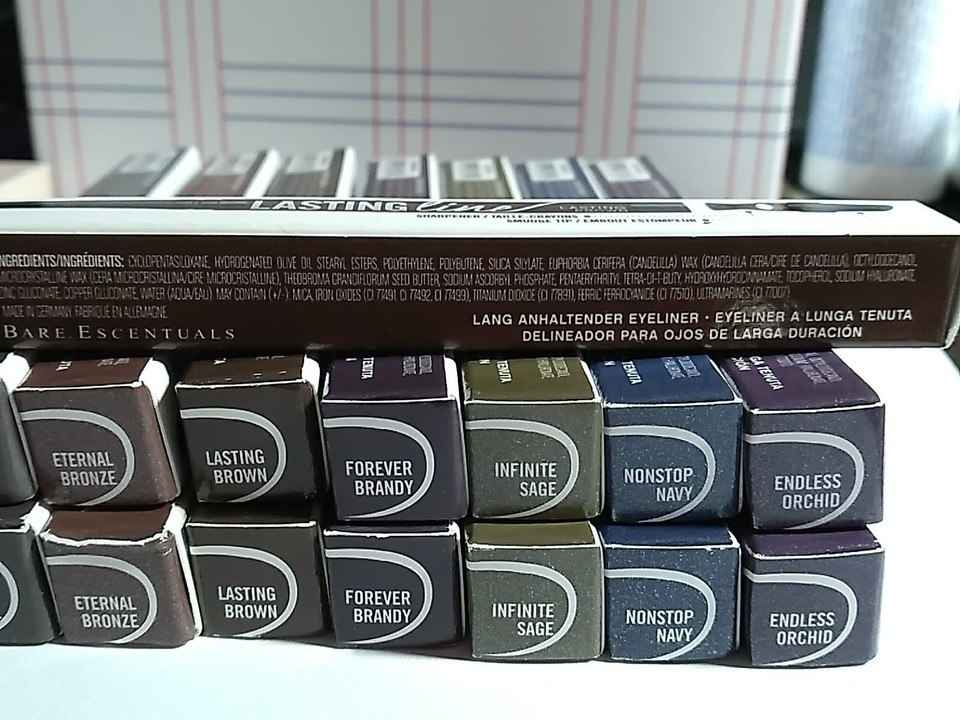 LASTING line
SHARPENER / TAILLE-CRAYONS
SMUDGE TIP / EMBOUT ESTOMPEUR
INGREDIENTS/INGRÉDIENTS: CYCLOPENTASILOXANE, HYDROGENATED OLIVE OIL STEARYL ESTERS, POLYETHYLENE, POLYBUTENE, SILICA SILYLATE, EUPHORBIA CERIFERA (CANDELILLA) WAX (CANDELILLA CERA/CIRE DE CANDELILLA), OCTYLDODECANOL,
MICROCRYSTALLINE WAX (CERA MICROCRISTALLINA/CIRE MICROCRISTALLINE), THEOBROMA GRANDIFLORUM SEED BUTTER, SODIUM ASCORBYL PHOSPHATE, PENTAERYTHRITYL TETRA-DI-T-BUTYL HYDROXYHYDROCINNAMATE, TOCOPHEROL, SODIUM HYALURONATE,
ZINC GLUCONATE, COPPER GLUCONATE, WATER (AQUA/EAU). MAY CONTAIN (+/-): MICA, IRON OXIDES (CI 77491, CI 77492, CI 77499), TITANIUM DIOXIDE (CI 77891), FERRIC FERROCYANIDE (CI 77510), ULTRAMARINES (CI 77007).
MADE IN GERMANY. FABRIQUÉ EN ALLEMAGNE.
BARE ESCENTUALS
LANG ANHALTENDER EYELINER · EYELINER A LUNGA TENUTA
DELINEADOR PARA OJOS DE LARGA DURACIÓN
ETERNAL
BRONZE
LASTING
BROWN
FOREVER
BRANDY
INFINITE
SAGE
NONSTOP
NAVY
ENDLESS
ORCHID
ETERNAL
BRONZE
LASTING
BROWN
FOREVER
BRANDY
INFINITE
SAGE
NONSTOP
NAVY
ENDLESS
ORCHID